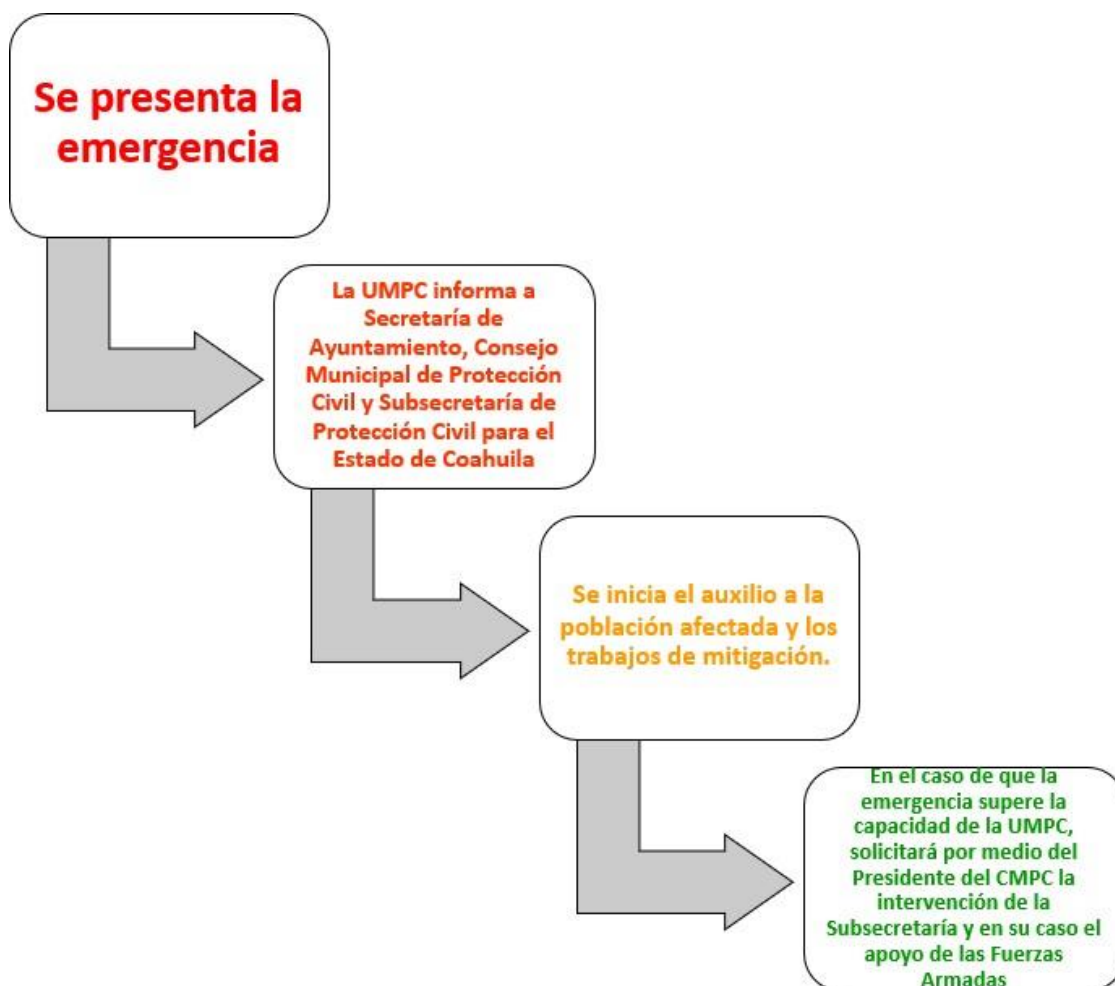 Se presenta la
emergencia
La UMPC informa a
Secretaría de
Ayuntamiento, Consejo
Municipal de Protección
Civil y Subsecretaría de
Protección Civil para el
Estado de Coahuila
Se inicia el auxilio a la
población afectada y los
trabajos de mitigación.
En el caso de que la
emergencia supere la
capacidad de la UMPC,
solicitará por medio del
Presidente del CMPC la
intervención de la
Subsecretaría y en su caso el
apoyo de las Fuerzas
Armadas